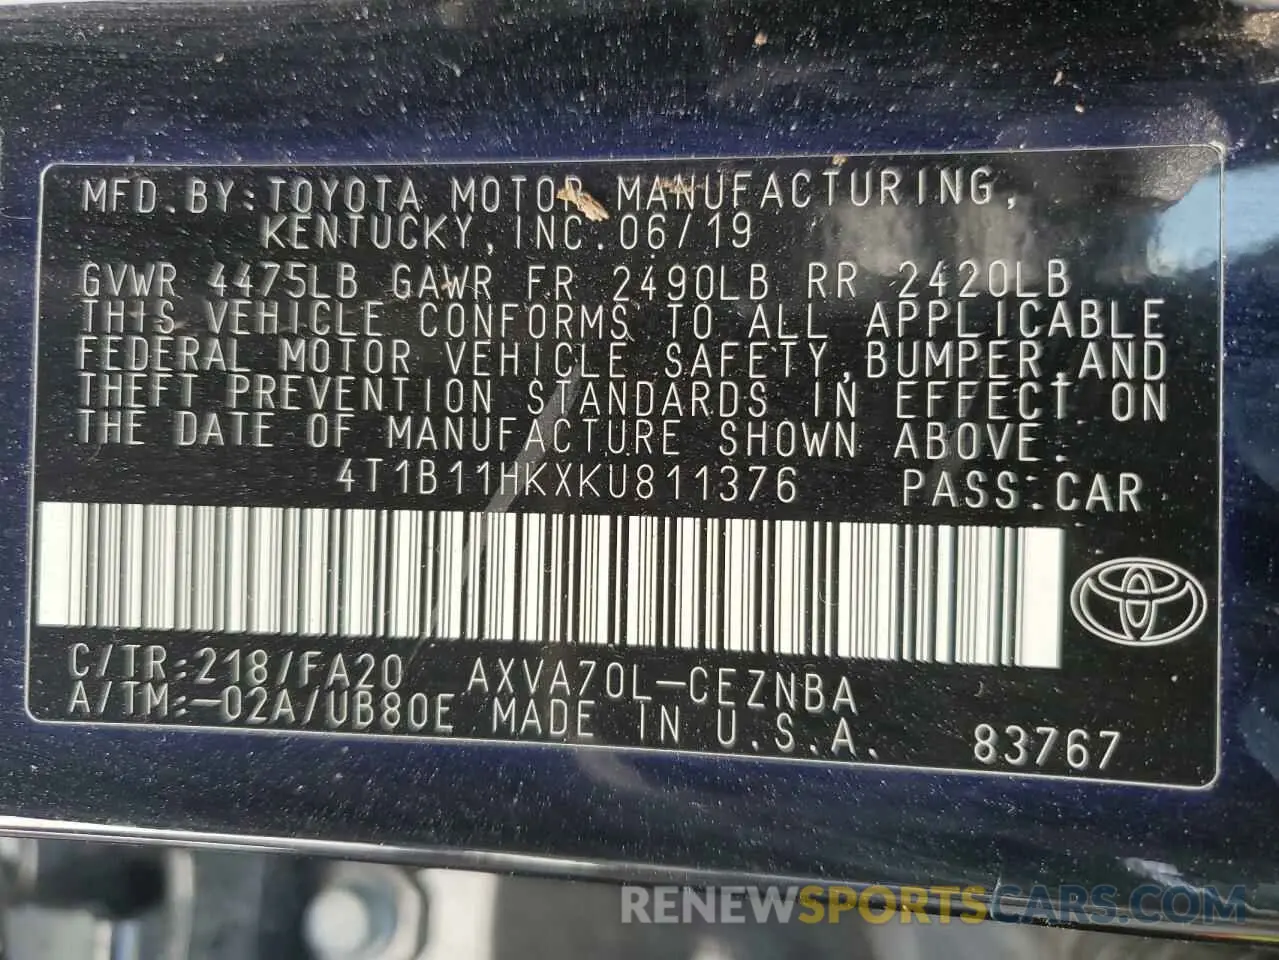 MFD.BY:TOYOTA MOTOR MANUFACTURING,
KENTUCKY,INC.06/19
GVWR 4475LB GAWR FR 2490LB RR 2420LB
THIS VEHICLE CONFORMS TO ALL APPLICABLE
FEDERAL MOTOR VEHICLE SAFETY,BUMPER,AND
THEFT PREVENTION STANDARDS IN EFFECT ON
THE DATE OF MANUFACTURE SHOWN ABOVE.
4T1B11HKXKU811376 PASS.CAR
C/TR:218/FA20 AXVA70L-CEZNBA
A/TM:-02A/UB80E MADE IN U.S.A. 83767
RENEWSPORTSCARS.COM